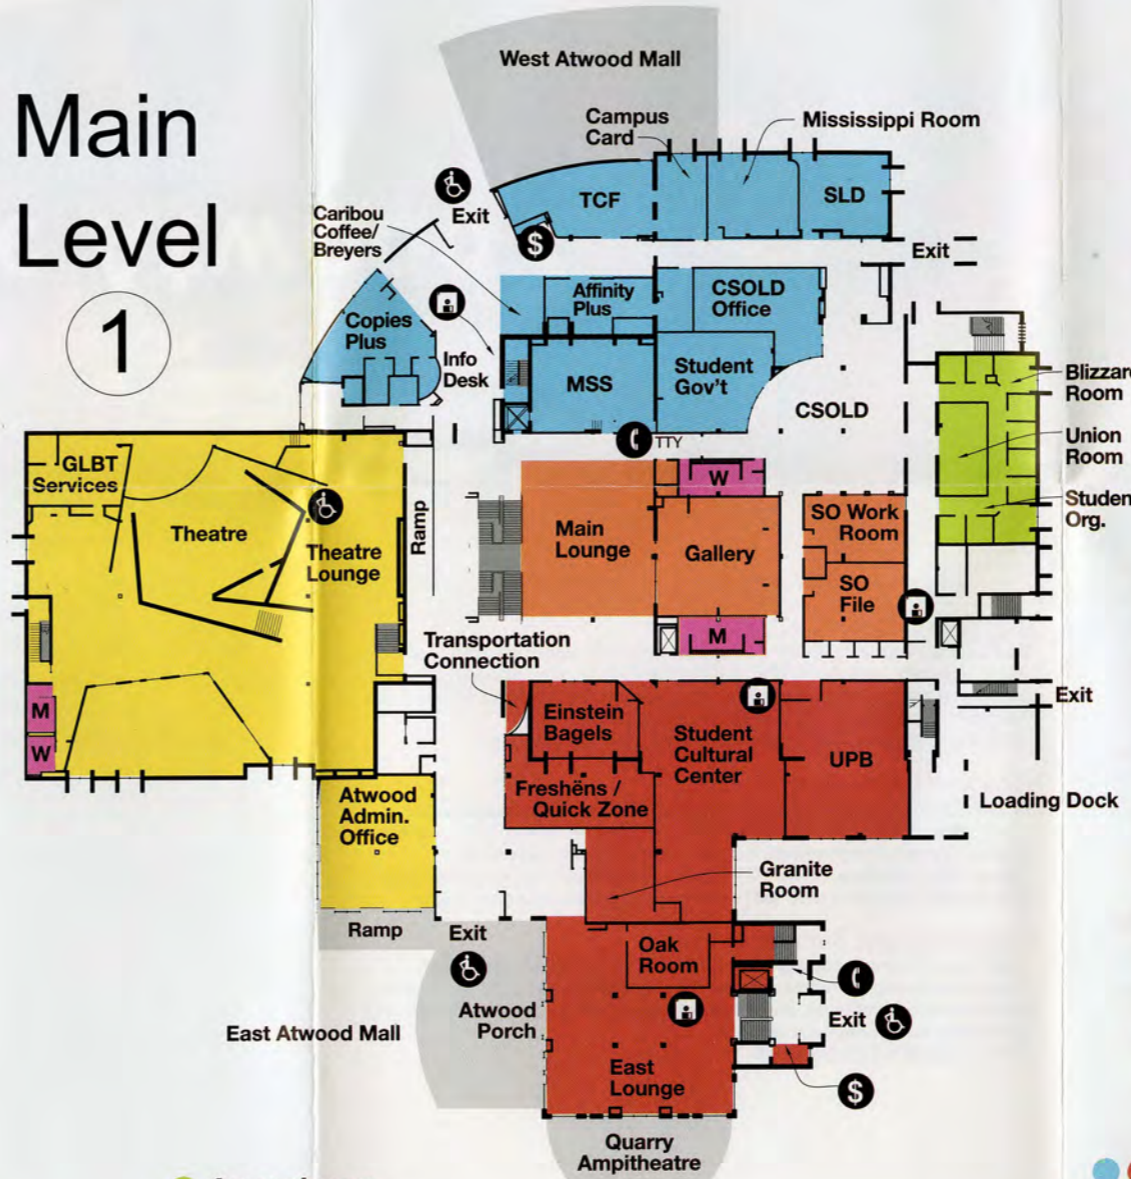 Main
Level
1
West Atwood Mall
Campus
Card
Mississippi Room
TCF
SLD
Exit
$
Caribou
Coffee/
Breyers
Exit
Affinity
Plus
CSOLD
Office
Copies
Plus
Info
Desk
MSS
Student
Gov't
CSOLD
TTY
Blizzar
Room
Union
Room
Studen
Org.
GLBT
Services
Theatre
Theatre
Lounge
Ramp
Main
Lounge
W
Gallery
M
SO Work
Room
SO
File
Transportation
Connection
Exit
M
W
Einstein
Bagels
Student
Cultural
Center
UPB
Freshëns /
Quick Zone
Loading Dock
Atwood
Admin.
Office
Granite
Room
Ramp
Exit
Oak
Room
Atwood
Porch
Exit
East Atwood Mall
East
Lounge
$
Quarry
Ampitheatre